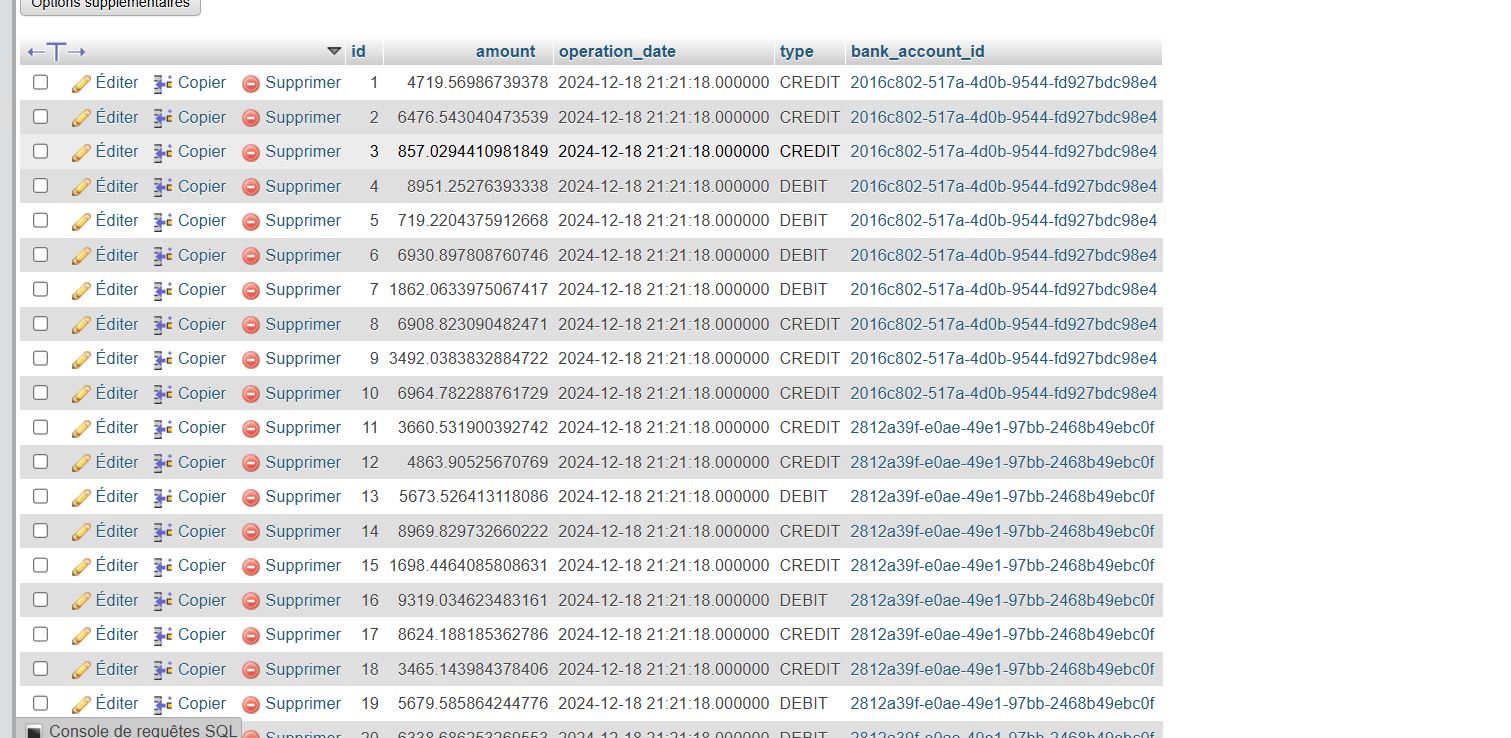 Options supplémentaires
id amount operation_date type bank_account_id
Éditer Copier Supprimer 1 4719.56986739378 2024-12-18 21:21:18.000000 CREDIT 2016c802-517a-4d0b-9544-fd927bdc98e4
Éditer Copier Supprimer 2 6476.543040473539 2024-12-18 21:21:18.000000 CREDIT 2016c802-517a-4d0b-9544-fd927bdc98e4
Éditer Copier Supprimer 3 857.0294410981849 2024-12-18 21:21:18.000000 CREDIT 2016c802-517a-4d0b-9544-fd927bdc98e4
Éditer Copier Supprimer 4 8951.25276393338 2024-12-18 21:21:18.000000 DEBIT 2016c802-517a-4d0b-9544-fd927bdc98e4
Éditer Copier Supprimer 5 719.2204375912668 2024-12-18 21:21:18.000000 DEBIT 2016c802-517a-4d0b-9544-fd927bdc98e4
Éditer Copier Supprimer 6 6930.897808760746 2024-12-18 21:21:18.000000 DEBIT 2016c802-517a-4d0b-9544-fd927bdc98e4
Éditer Copier Supprimer 7 1862.0633975067417 2024-12-18 21:21:18.000000 DEBIT 2016c802-517a-4d0b-9544-fd927bdc98e4
Éditer Copier Supprimer 8 6908.823090482471 2024-12-18 21:21:18.000000 CREDIT 2016c802-517a-4d0b-9544-fd927bdc98e4
Éditer Copier Supprimer 9 3492.0383832884722 2024-12-18 21:21:18.000000 CREDIT 2016c802-517a-4d0b-9544-fd927bdc98e4
Éditer Copier Supprimer 10 6964.782288761729 2024-12-18 21:21:18.000000 CREDIT 2016c802-517a-4d0b-9544-fd927bdc98e4
Éditer Copier Supprimer 11 3660.531900392742 2024-12-18 21:21:18.000000 CREDIT 2812a39f-e0ae-49e1-97bb-2468b49ebc0f
Éditer Copier Supprimer 12 4863.90525670769 2024-12-18 21:21:18.000000 CREDIT 2812a39f-e0ae-49e1-97bb-2468b49ebc0f
Éditer Copier Supprimer 13 5673.526413118086 2024-12-18 21:21:18.000000 DEBIT 2812a39f-e0ae-49e1-97bb-2468b49ebc0f
Éditer Copier Supprimer 14 8969.829732660222 2024-12-18 21:21:18.000000 CREDIT 2812a39f-e0ae-49e1-97bb-2468b49ebc0f
Éditer Copier Supprimer 15 1698.4464085808631 2024-12-18 21:21:18.000000 CREDIT 2812a39f-e0ae-49e1-97bb-2468b49ebc0f
Éditer Copier Supprimer 16 9319.034623483161 2024-12-18 21:21:18.000000 DEBIT 2812a39f-e0ae-49e1-97bb-2468b49ebc0f
Éditer Copier Supprimer 17 8624.188185362786 2024-12-18 21:21:18.000000 CREDIT 2812a39f-e0ae-49e1-97bb-2468b49ebc0f
Éditer Copier Supprimer 18 3465.143984378406 2024-12-18 21:21:18.000000 CREDIT 2812a39f-e0ae-49e1-97bb-2468b49ebc0f
Éditer Copier Supprimer 19 5679.585864244776 2024-12-18 21:21:18.000000 DEBIT 2812a39f-e0ae-49e1-97bb-2468b49ebc0f
Console de requêtes SQL Supprimer 20 2024-12-18 21:21:18.000000 DEBIT 2812a39f-e0ae-49e1-97bb-2468b49ebc0f